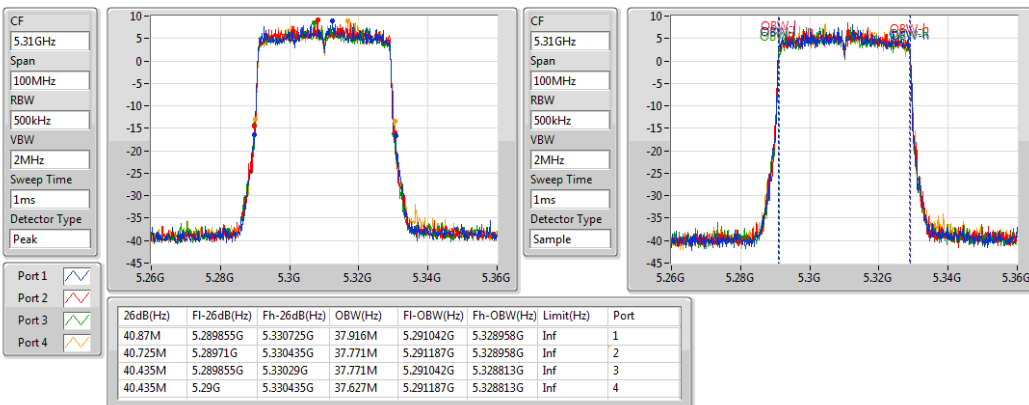 CF
5.31GHz
Span
100MHz
RBW
500kHz
VBW
2MHz
Sweep Time
1ms
Detector Type
Peak
10
5
0
-5
-10
-15
-20
-25
-30
-35
-40
-45
5.26G 5.28G 5.3G 5.32G 5.34G 5.36G
CF
5.31GHz
Span
100MHz
RBW
500kHz
VBW
2MHz
Sweep Time
1ms
Detector Type
Sample
10
5
0
-5
-10
-15
-20
-25
-30
-35
-40
-45
5.26G 5.28G 5.3G 5.32G 5.34G 5.36G
Port 1
Port 2
Port 3
Port 4
26dB(Hz) Fl-26dB(Hz) Fh-26dB(Hz) OBW(Hz) Fl-OBW(Hz) Fh-OBW(Hz) Limit(Hz) Port
40.87M 5.289855G 5.330725G 37.916M 5.291042G 5.328958G Inf 1
40.725M 5.28971G 5.330435G 37.771M 5.291187G 5.328958G Inf 2
40.435M 5.289855G 5.33029G 37.771M 5.291042G 5.328813G Inf 3
40.435M 5.29G 5.330435G 37.627M 5.291187G 5.328813G Inf 4